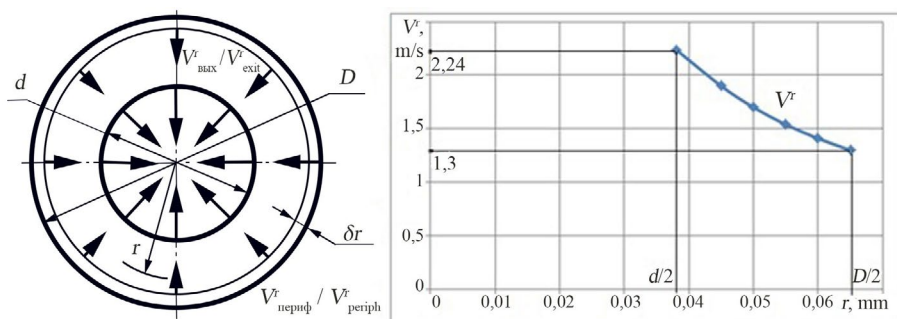 d
V^r_вых / V^r_exit
D
r
δr
V^r_периф / V^r_periph
V^r,
m/s
2,24
2
V^r
1,5
1,3
1
0,5
d/2
D/2
0
0 0,01 0,02 0,03 0,04 0,05 0,06 r, mm